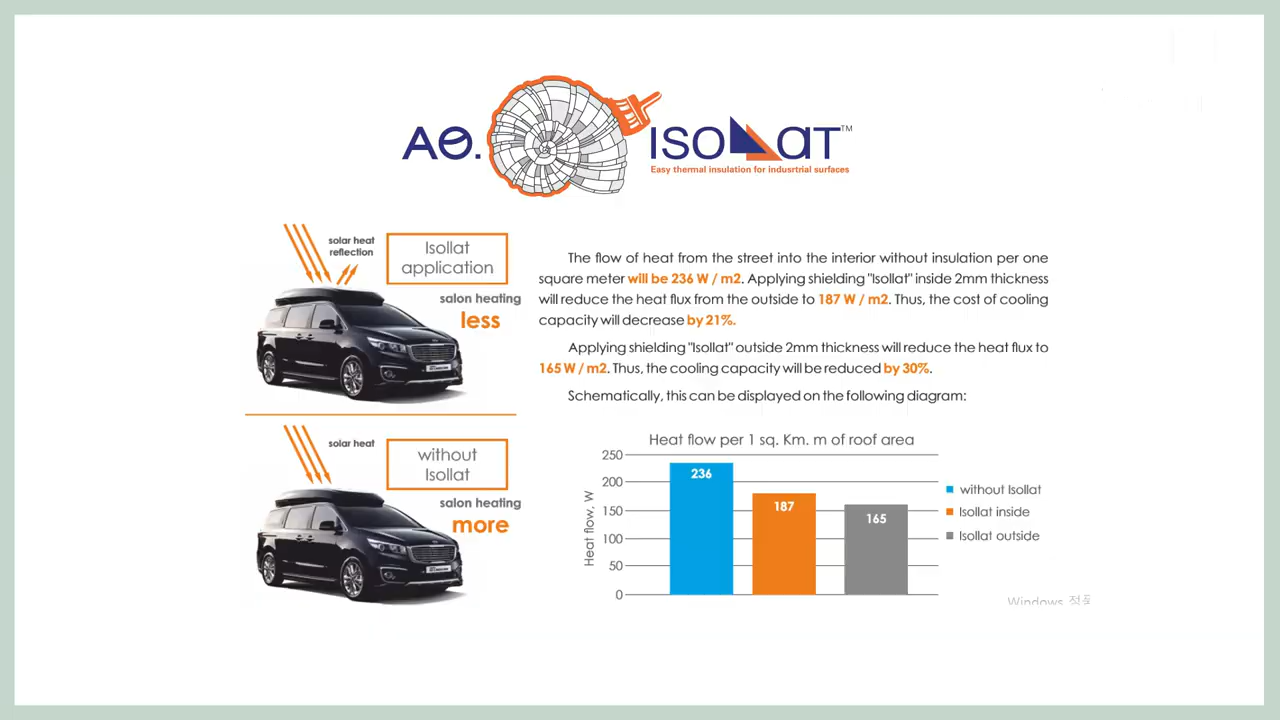 AΘ.
ISOLLAT™
Easy thermal insulation for indusrtrial surfaces
solar heat
reflection
Isollat
application
salon heating
less
The flow of heat from the street into the interior without insulation per one
square meter will be 236 W / m2. Applying shielding "Isollat" inside 2mm thickness
will reduce the heat flux from the outside to 187 W / m2. Thus, the cost of cooling
capacity will decrease by 21%.
Applying shielding "Isollat" outside 2mm thickness will reduce the heat flux to
165 W / m2. Thus, the cooling capacity will be reduced by 30%.
Schematically, this can be displayed on the following diagram:
solar heat
without
Isollat
salon heating
more
Heat flow per 1 sq. Km. m of roof area
Heat flow, W
250
200
150
100
50
0
236
187
165
without Isollat
Isollat inside
Isollat outside
Windows